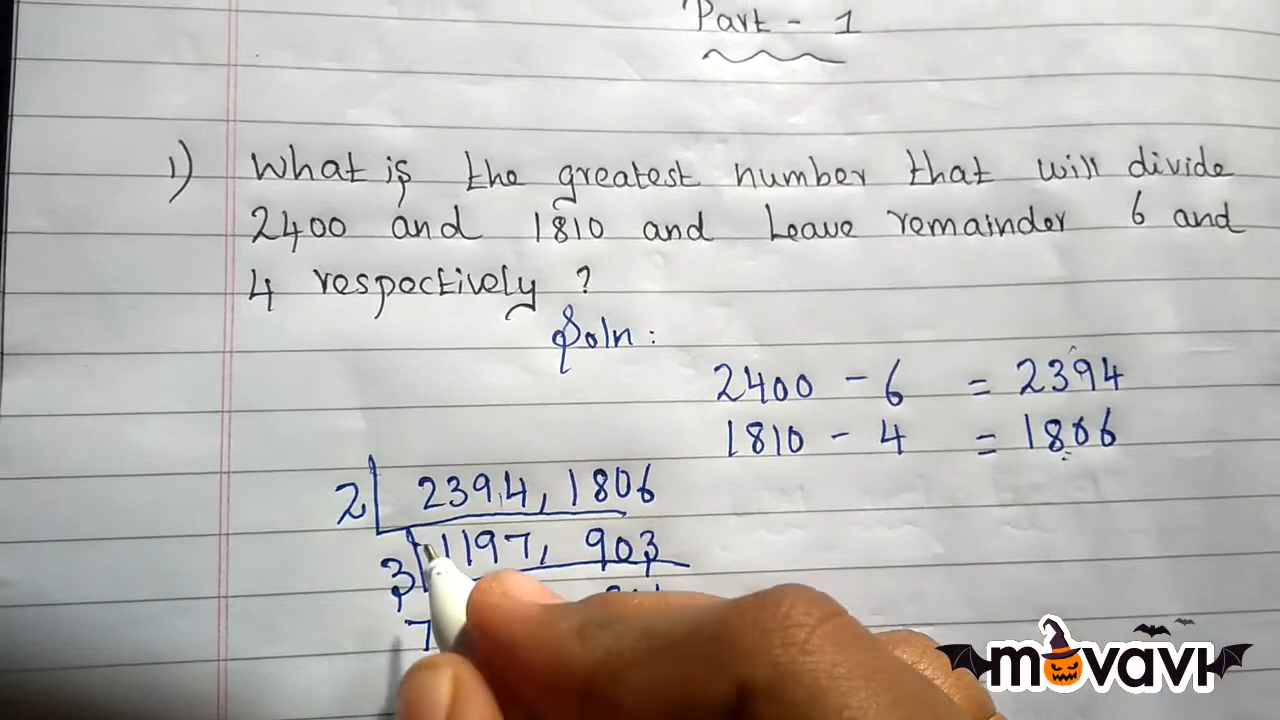 Part - 1
1) What is the greatest number that will divide
2400 and 1810 and Leave remainder 6 and
4 respectively ?
Soln :
2400 - 6 = 2394
1810 - 4 = 1806
2 2394, 1806
3 1197, 903
7
movavi